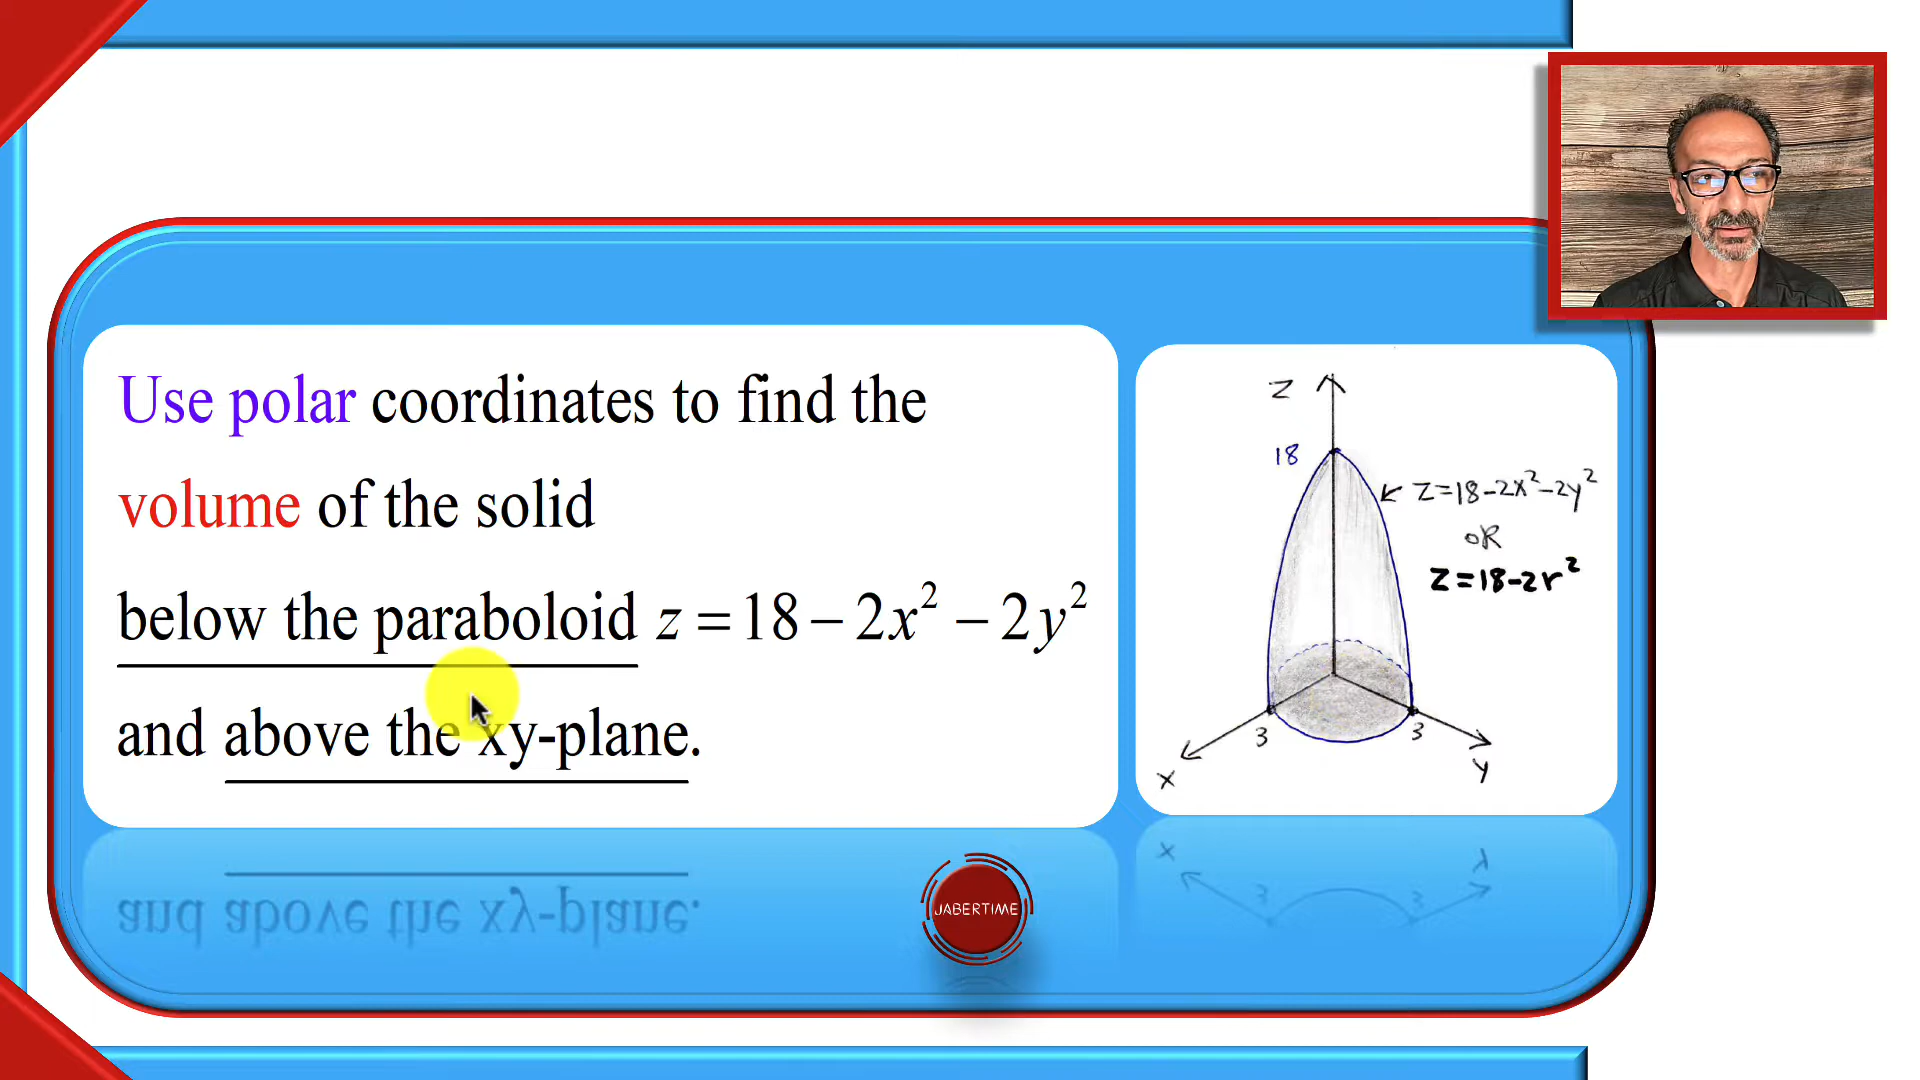 Use polar coordinates to find the
volume of the solid
below the paraboloid z = 18 − 2x² − 2y²
and above the xy-plane.
z
18
z=18-2x²-2y²
OR
z=18-2r²
3
3
x
y
JABERTIME